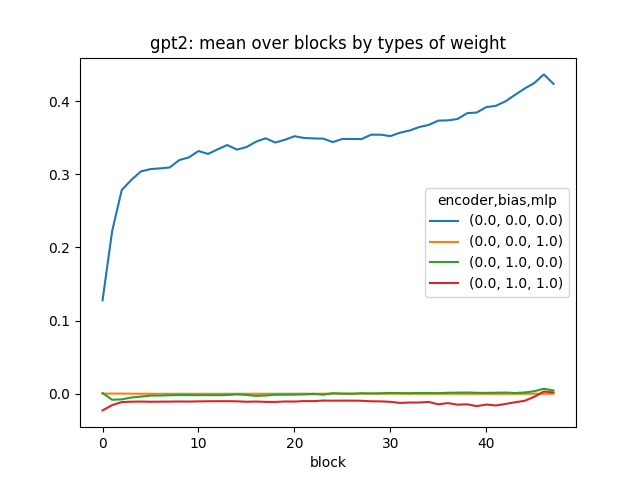 gpt2: mean over blocks by types of weight
0.4
0.3
0.2
0.1
0.0
encoder,bias,mlp
(0.0, 0.0, 0.0)
(0.0, 0.0, 1.0)
(0.0, 1.0, 0.0)
(0.0, 1.0, 1.0)
0 10 20 30 40
block